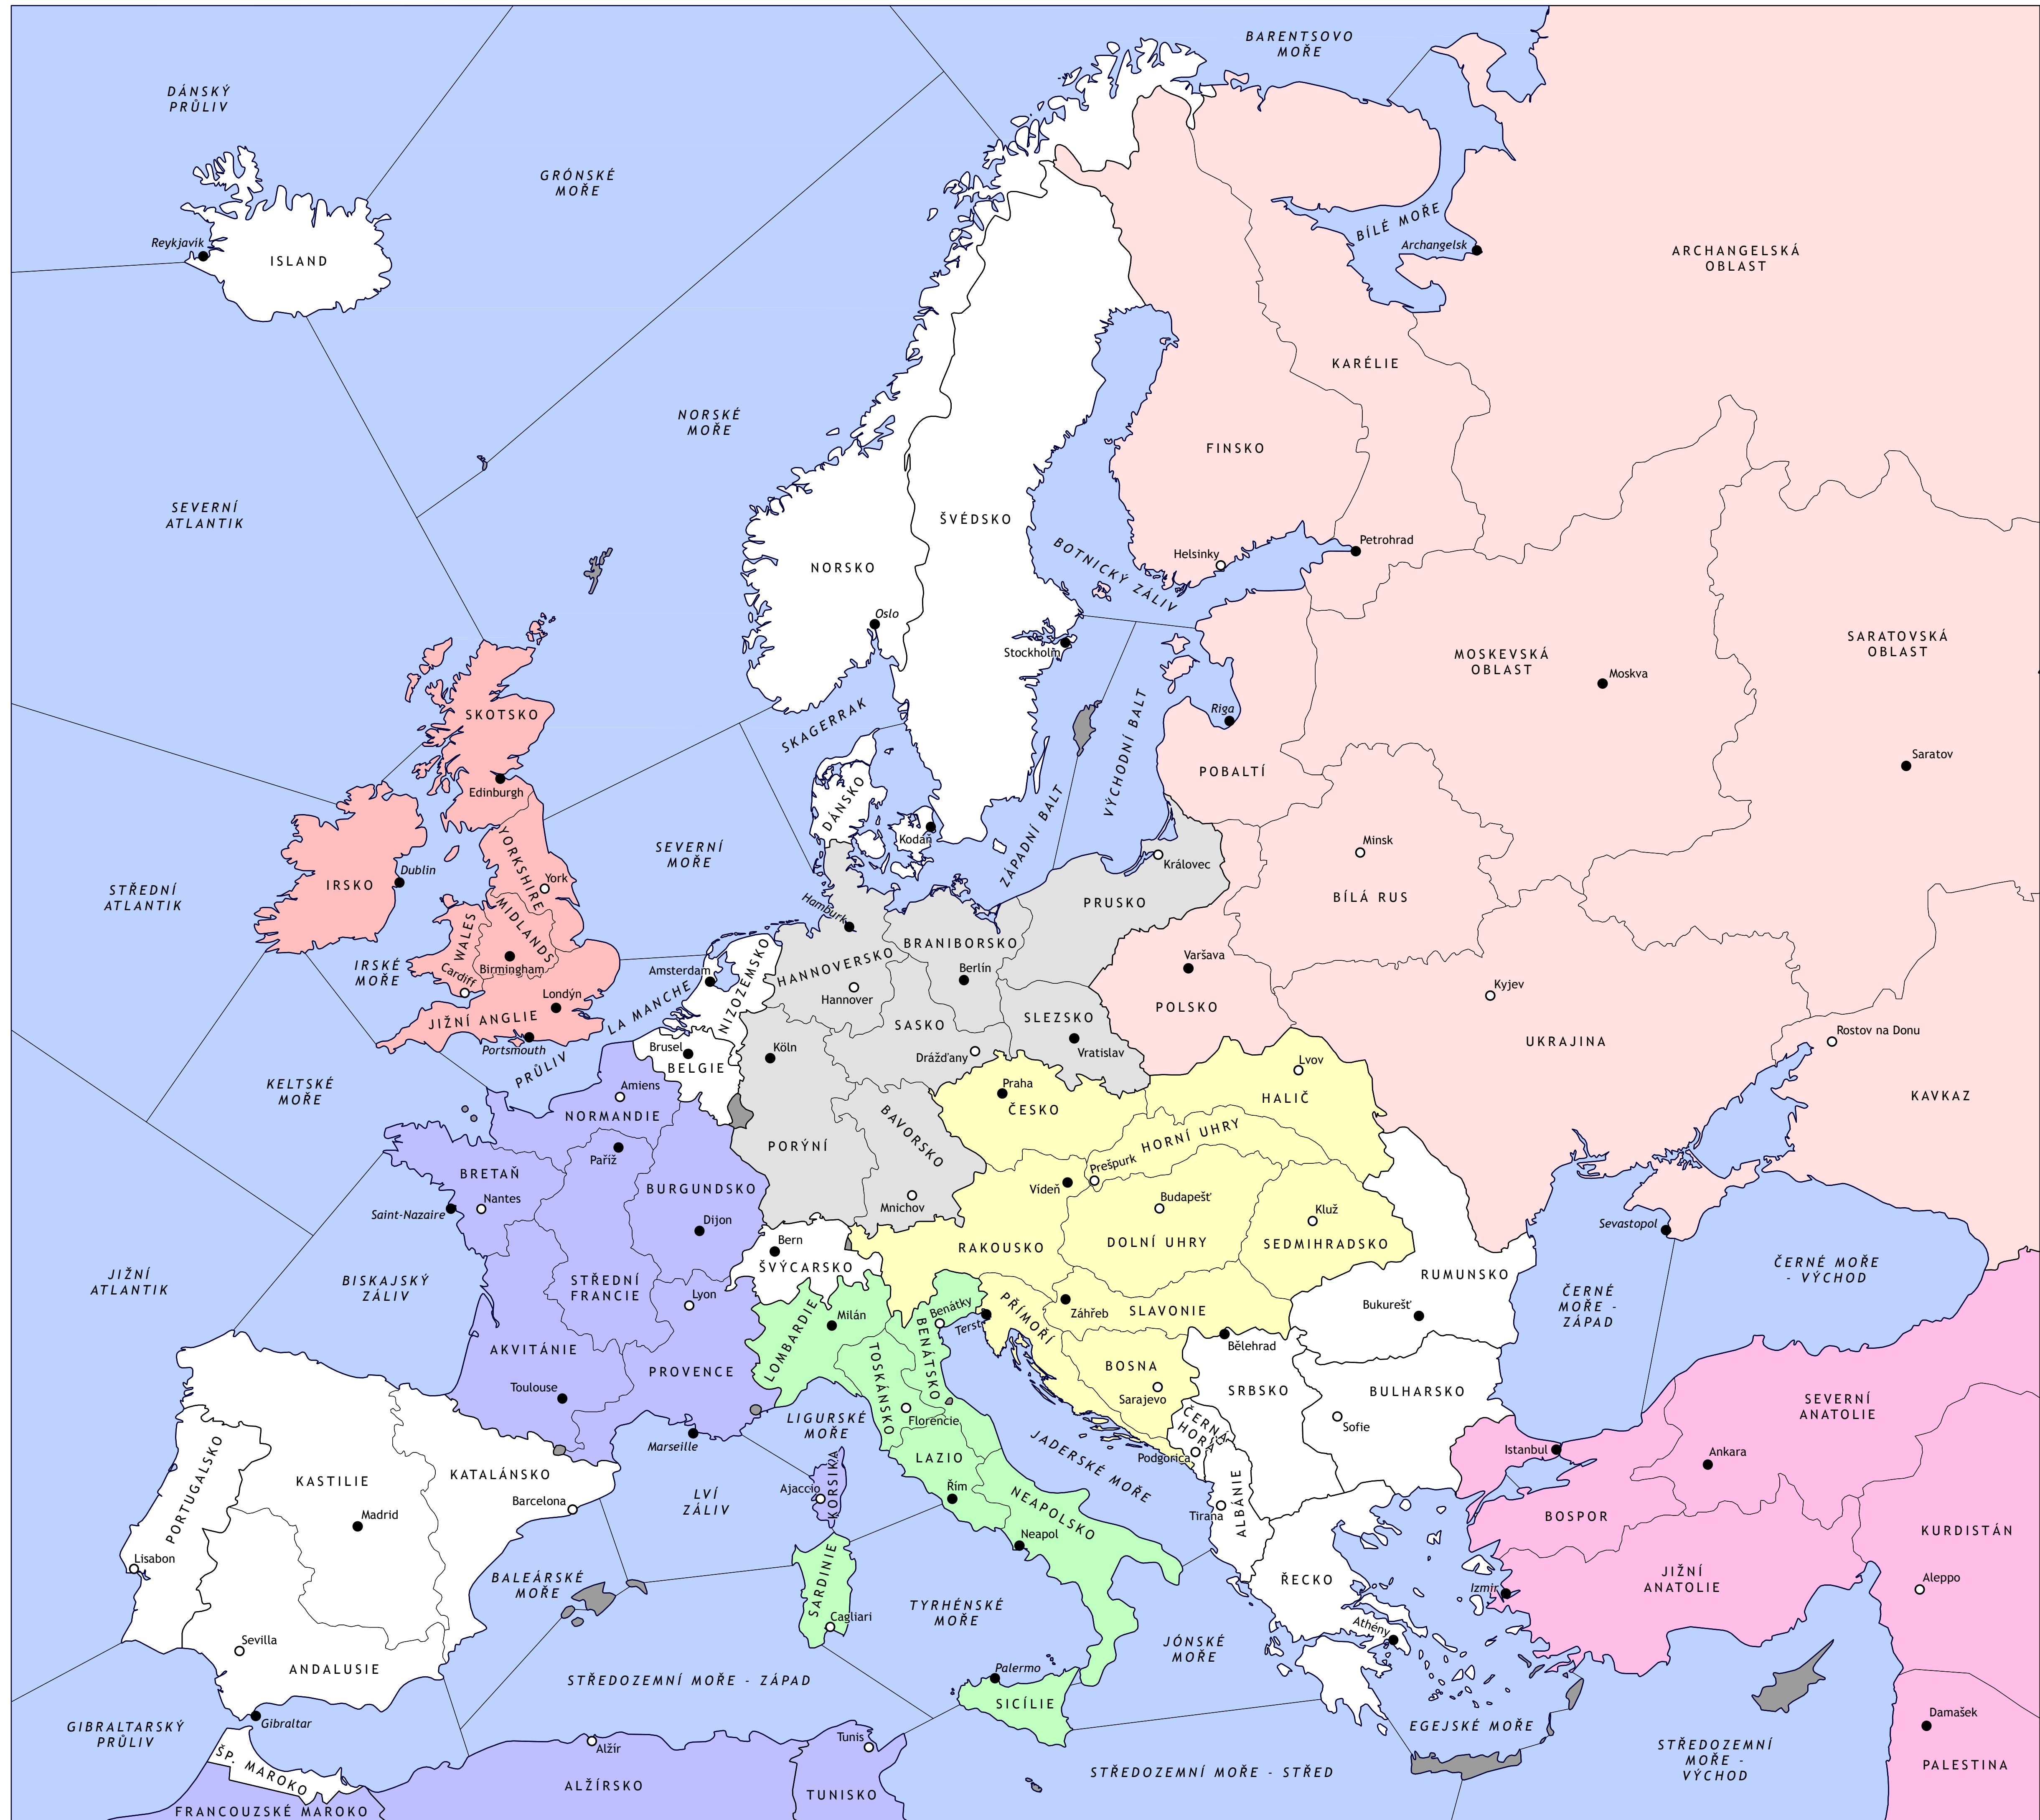 BARENTSOVO
MOŘE
DÁNSKÝ
PRŮLIV
GRÓNSKÉ
MOŘE
BÍLÉ MOŘE
Archangelsk
ARCHANGELSKÁ
OBLAST
Reykjavik
ISLAND
KARÉLIE
NORSKÉ
MOŘE
FINSKO
SEVERNÍ
ATLANTIK
ŠVÉDSKO
NORSKO
BOTNICKÝ ZÁLIV
Helsinky
Petrohrad
Oslo
Stockholm
MOSKEVSKÁ
OBLAST
Moskva
SARATOVSKÁ
OBLAST
Saratov
SKOTSKO
Edinburgh
SKAGERRAK
Riga
POBALTÍ
VÝCHODNÍ BALT
ZÁPADNÍ BALT
DÁNSKO
Kodaň
Minsk
BÍLÁ RUS
Královec
PRUSKO
STŘEDNÍ
ATLANTIK
IRSKO
Dublin
YORKSHIRE
York
SEVERNÍ
MOŘE
MIDLANDS
Birmingham
WALES
Cardiff
IRSKÉ
MOŘE
Londýn
JIŽNÍ ANGLIE
Portsmouth
PRŮLIV
LA MANCHE
Amsterdam
NIZOZEMSKO
Hamburk
HANNOVERSKO
Hannover
BRANIBORSKO
Berlín
Varšava
POLSKO
Kyjev
UKRAJINA
Rostov na Donu
KAVKAZ
SASKO
Drážďany
SLEZSKO
Vratislav
Köln
Brusel
BELGIE
KELTSKÉ
MOŘE
Amiens
NORMANDIE
Paříž
BRETAŇ
Nantes
Saint-Nazaire
BURGUNDSKO
Dijon
PORÝNÍ
BAVORSKO
Mnichov
Praha
ČESKO
Lvov
HALIČ
HORNÍ UHRY
Prešpurk
Vídeň
Budapešť
DOLNÍ UHRY
Kluž
SEDMIHRADSKO
RAKOUSKO
Bern
ŠVÝCARSKO
Sevastopol
ČERNÉ MOŘE
- VÝCHOD
ČERNÉ
MOŘE -
ZÁPAD
RUMUNSKO
Bukurešť
JIŽNÍ
ATLANTIK
BISKAJSKÝ
ZÁLIV
STŘEDNÍ
FRANCIE
Lyon
AKVITÁNIE
Toulouse
PROVENCE
Marseille
LOMBARDIE
Milán
Benátky
BENÁTSKO
Terst
PŘÍMOŘÍ
Záhřeb
SLAVONIE
BOSNA
Sarajevo
Bělehrad
SRBSKO
BULHARSKO
Sofie
ČERNÁ
HORA
Podgorica
TOSKÁNSKO
Florencie
LIGURSKÉ
MOŘE
LAZIO
Řím
JADERSKÉ MOŘE
NEAPOLSKO
Neapol
Tirana
ALBÁNIE
SEVERNÍ
ANATOLIE
Ankara
Istanbul
BOSPOR
KURDISTÁN
Aleppo
JIŽNÍ
ANATOLIE
Izmir
ŘECKO
Athény
PORTUGALSKO
Lisabon
KASTILIE
Madrid
KATALÁNSKO
Barcelona
LVÍ
ZÁLIV
Ajaccio
KORSIKA
SARDINIE
Cagliari
BALEÁRSKÉ
MOŘE
TYRHÉNSKÉ
MOŘE
JÓNSKÉ
MOŘE
Sevilla
ANDALUSIE
STŘEDOZEMNÍ MOŘE - ZÁPAD
Palermo
SICÍLIE
EGEJSKÉ MOŘE
Damašek
PALESTINA
STŘEDOZEMNÍ
MOŘE -
VÝCHOD
GIBRALTARSKÝ
PRŮLIV
Gibraltar
ŠP. MAROKO
FRANCOUZSKÉ MAROKO
Alžír
ALŽÍRSKO
Tunis
TUNISKO
STŘEDOZEMNÍ MOŘE - STŘED